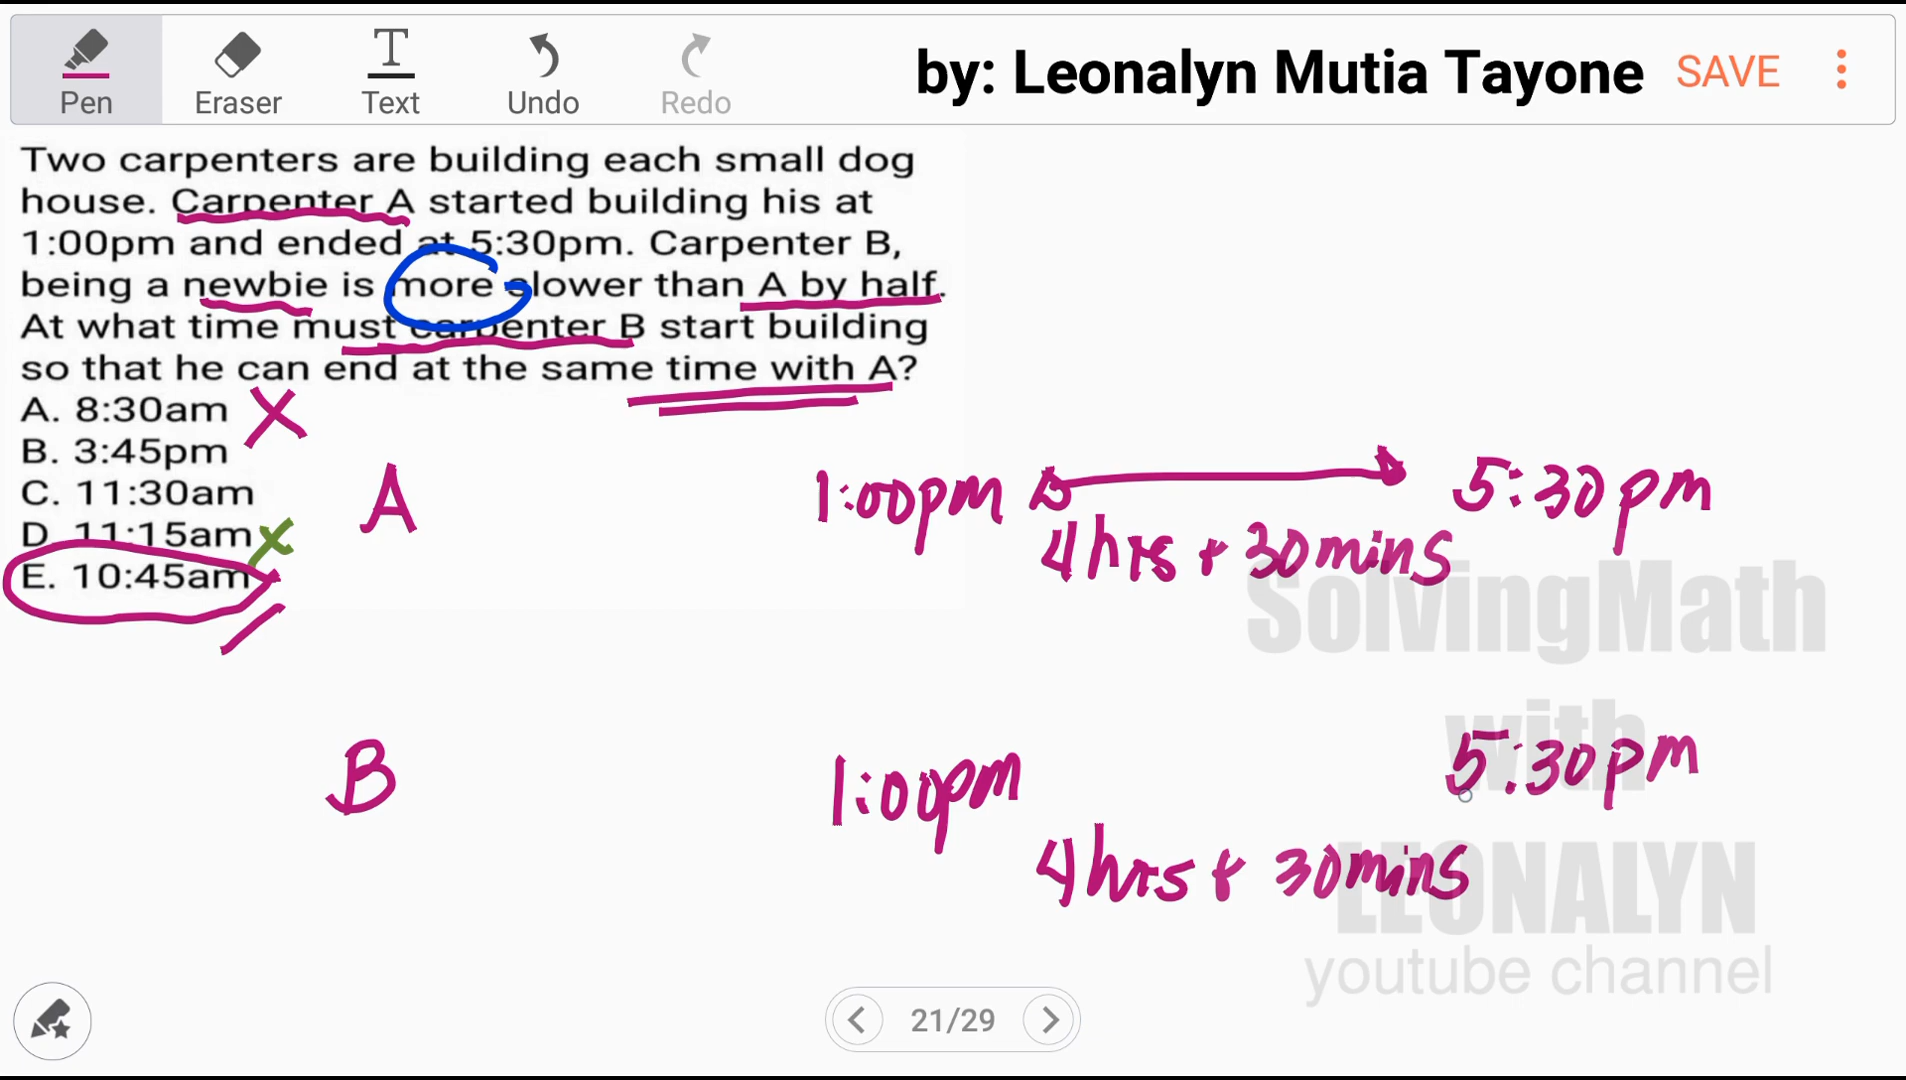 Pen
Eraser
Text
Undo
Redo
by: Leonalyn Mutia Tayone
SAVE
Two carpenters are building each small dog
house. Carpenter A started building his at
1:00pm and ended at 5:30pm. Carpenter B,
being a newbie is more slower than A by half.
At what time must carpenter B start building
so that he can end at the same time with A?
A. 8:30am
B. 3:45pm
C. 11:30am
D. 11:15am
E. 10:45am
A
1:00pm
5:30pm
4hrs + 30mins
SolvingMath
with
LEONALYN
youtube channel
B
1:00pm
5:30pm
4hrs + 30mins
21/29